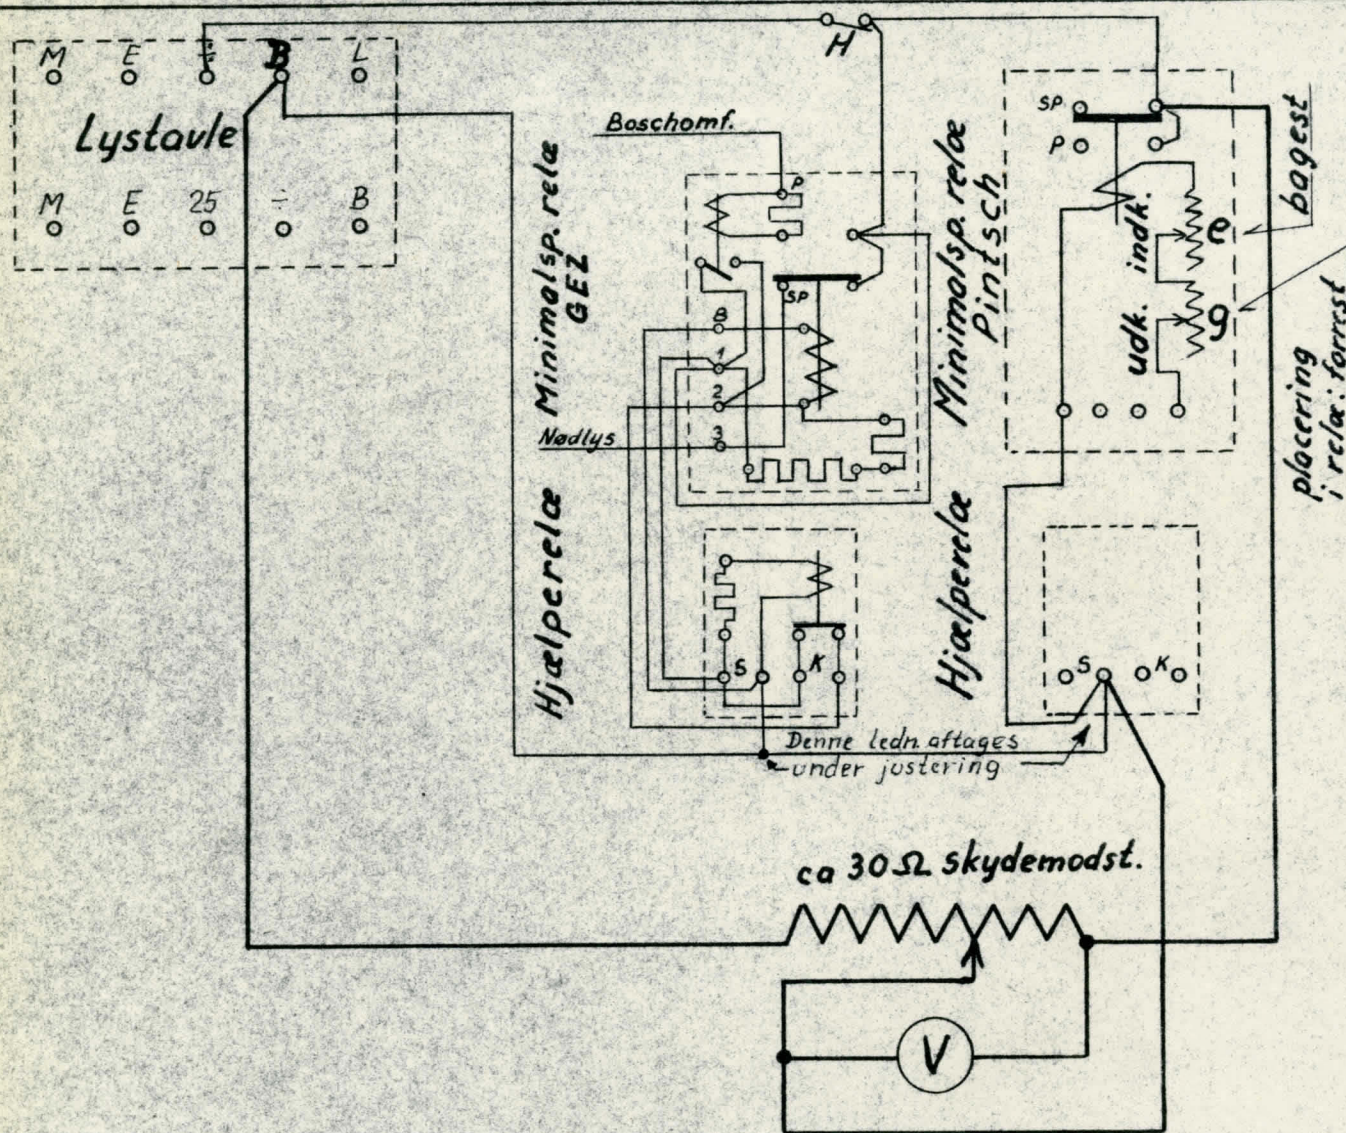 M E ÷ B L
Lystavle
M E 25 ÷ B
H
Boschomf.
Minimalsp. relæ
GEZ
P
SP
B
1
2
3
Nødlys
Minimalsp. relæ
Pintsch
SP.
P
indk.
udk.
e
g
bagest
placering
i relæ: forrest
Hjælperelæ
S K
Hjælperelæ
S K
Denne ledn. aftages
under justering
ca 30 Ω skydemodst.
V